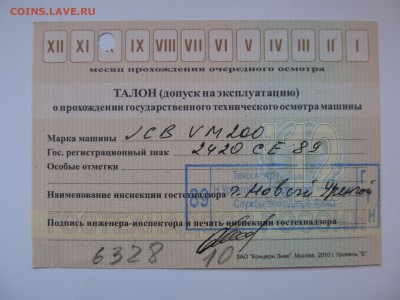 COINS.LAVE.RU
XII XI IX VIII VII VI V IV III II I
месяц прохождения очередного осмотра
ТАЛОН (допуск на эксплуатацию)
о прохождении государственного технического осмотра машины
Марка машины JCB VM200
Гос. регистрационный знак 2420 СЕ 89
Особые отметки
Наименование инспекции гостехнадзора г. Новый Уренгой
89
Подпись инженера-инспектора и печать инспекции гостехнадзора
6328 10
ЗАО "Концерн Знак", Москва, 2010 г. Уровень "Б"